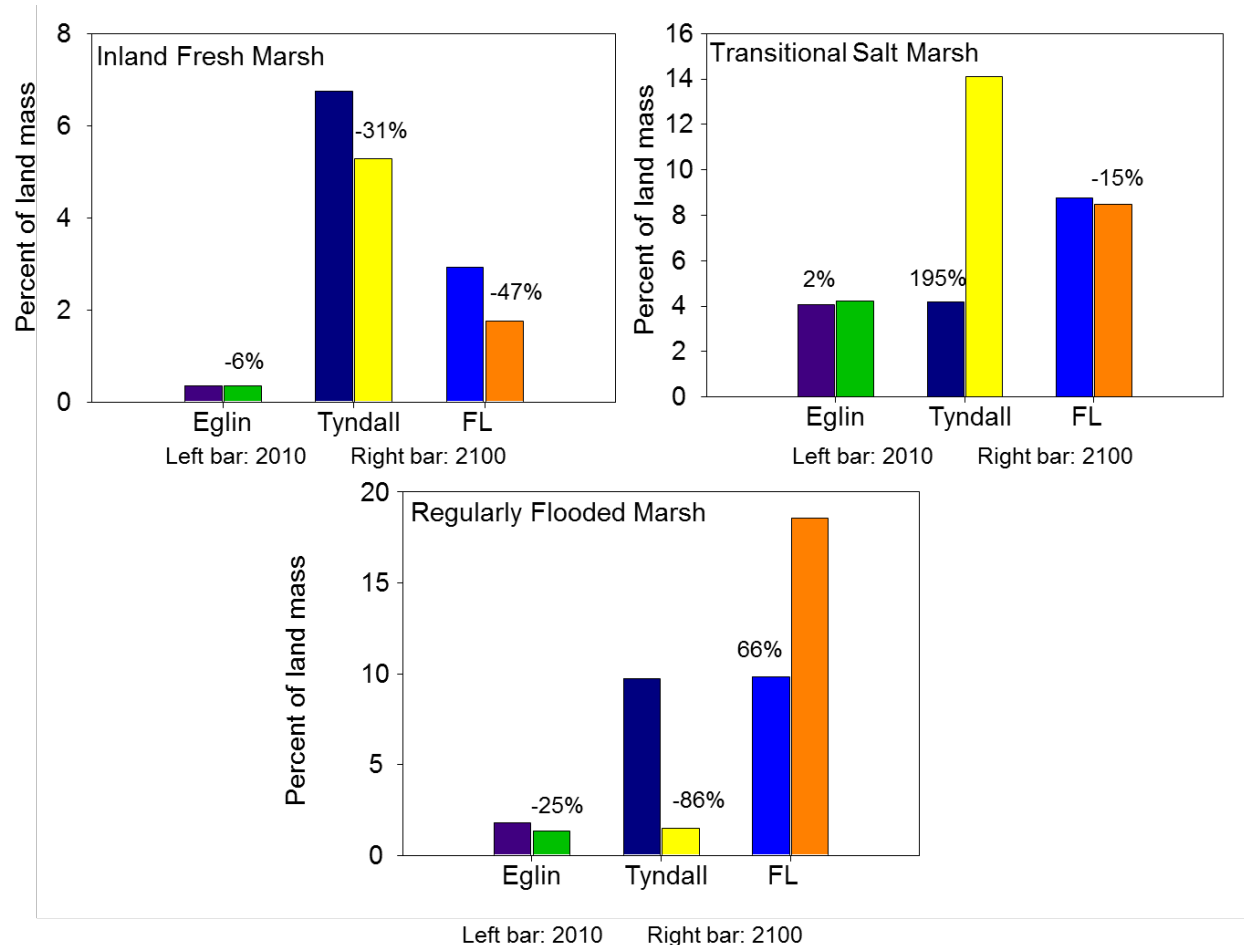 Inland Fresh Marsh
Percent of land mass
8
6
4
2
0
-6%
-31%
-47%
Eglin Tyndall FL
Left bar: 2010 Right bar: 2100
Transitional Salt Marsh
Percent of land mass
16
14
12
10
8
6
4
2
0
2%
195%
-15%
Eglin Tyndall FL
Left bar: 2010 Right bar: 2100
Regularly Flooded Marsh
Percent of land mass
20
15
10
5
0
-25%
-86%
66%
Eglin Tyndall FL
Left bar: 2010 Right bar: 2100